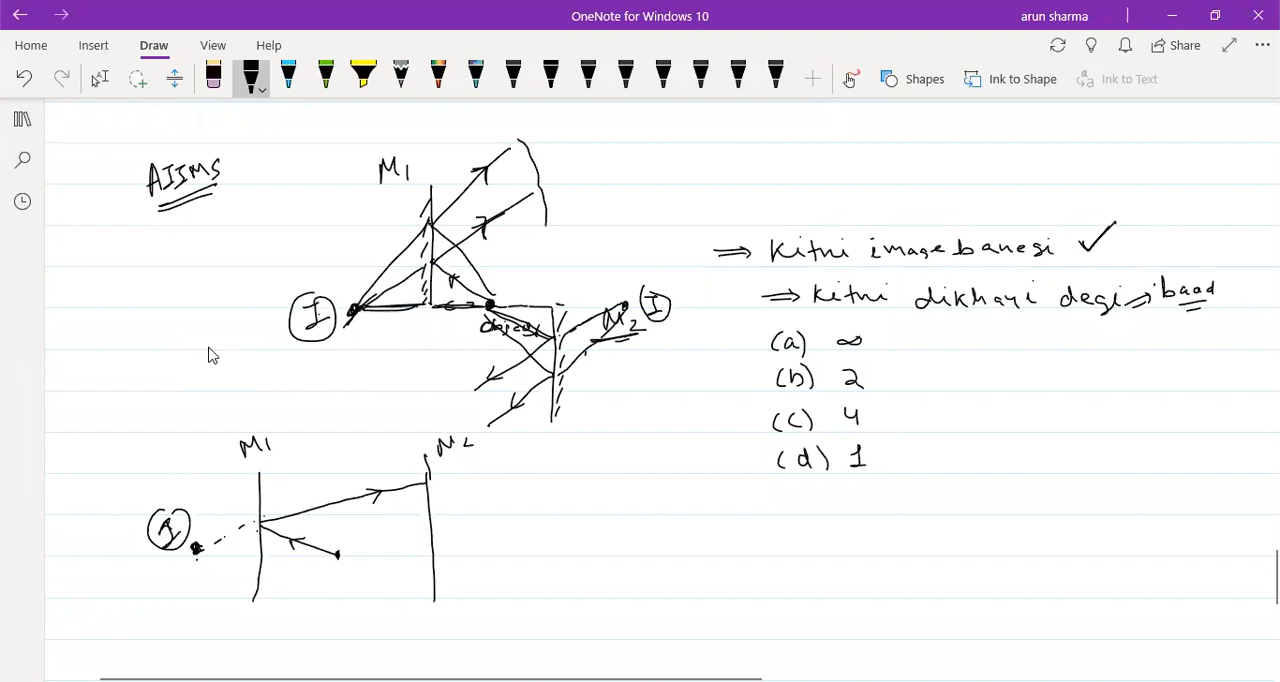 OneNote for Windows 10
arun sharma
Home Insert Draw View Help
Share
Shapes
Ink to Shape
Ink to Text
AIIMS
M1
⇒ Kitni image banegi ✓
⇒ Kitni dikhayi degi ⇒ baad
I
object
M2
I
(a) ∞
(b) 2
(c) 4
(d) 1
M1
M2
I